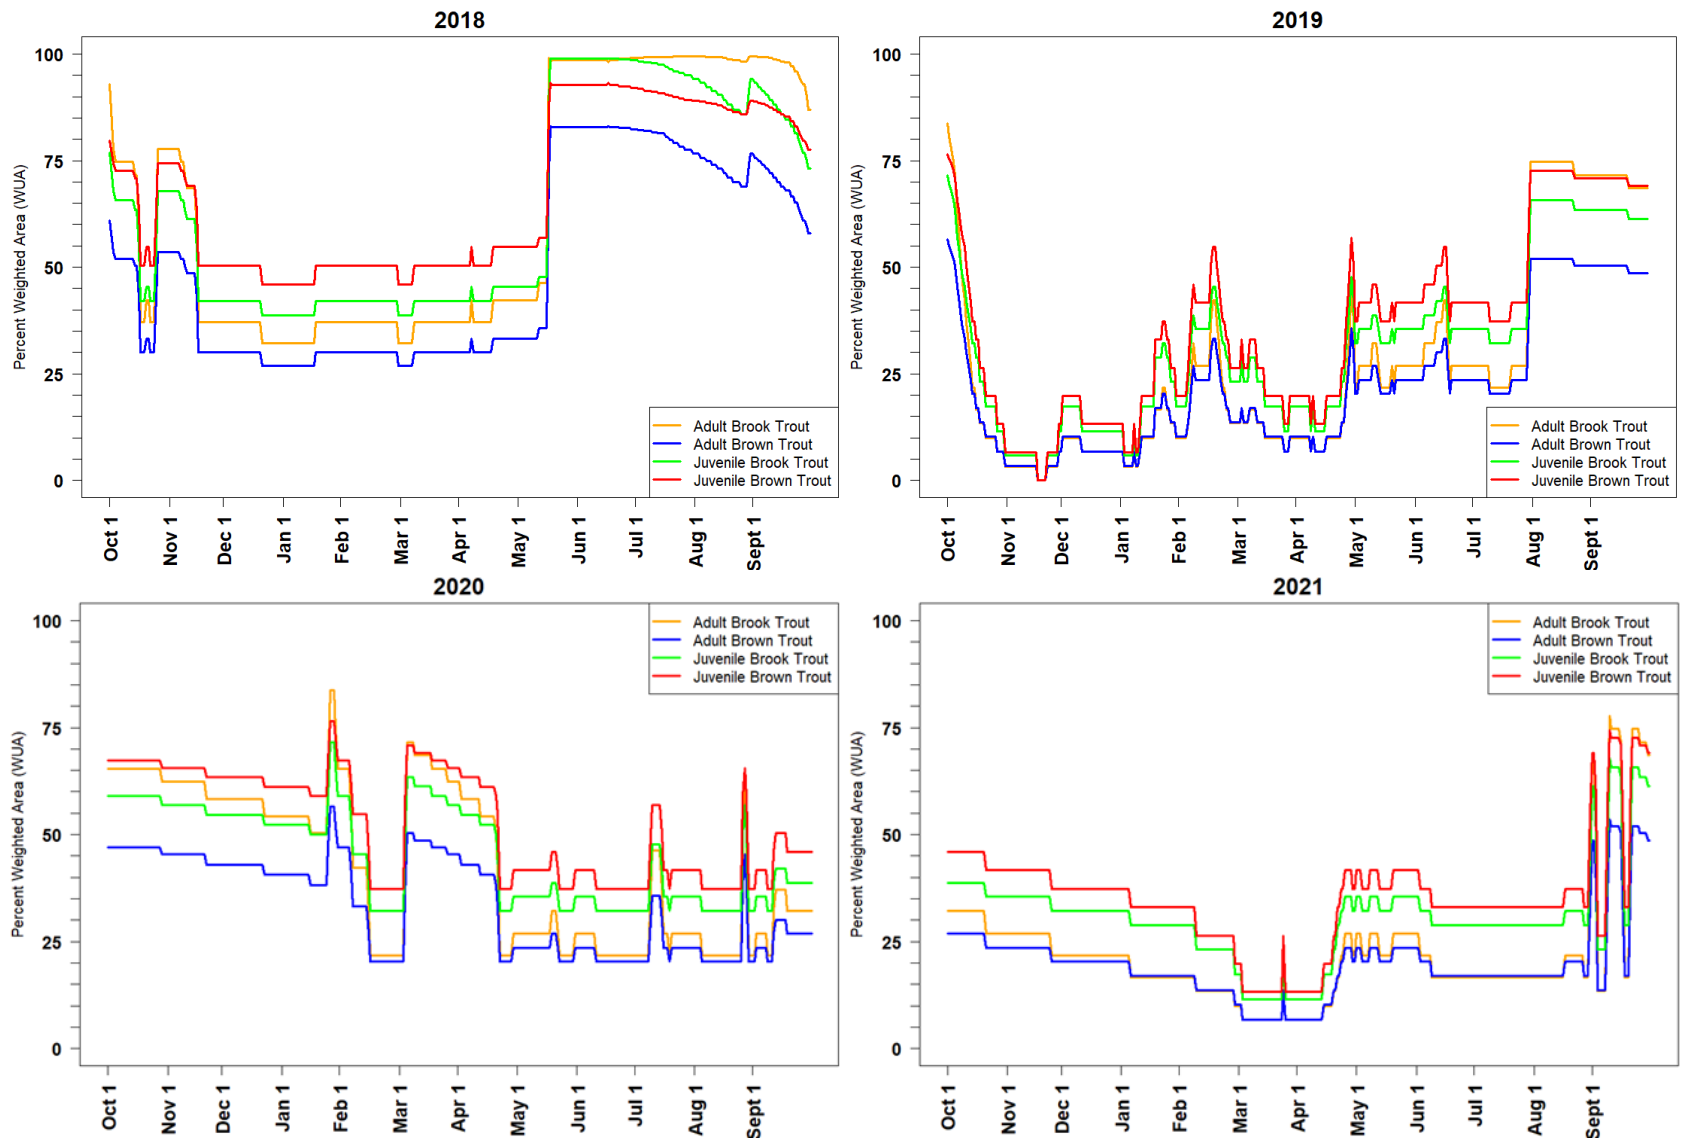 2018
Percent Weighted Area (WUA)
100
75
50
25
0
Adult Brook Trout
Adult Brown Trout
Juvenile Brook Trout
Juvenile Brown Trout
Oct 1
Nov 1
Dec 1
Jan 1
Feb 1
Mar 1
Apr 1
May 1
Jun 1
Jul 1
Aug 1
Sept 1
2019
Percent Weighted Area (WUA)
100
75
50
25
0
Adult Brook Trout
Adult Brown Trout
Juvenile Brook Trout
Juvenile Brown Trout
Oct 1
Nov 1
Dec 1
Jan 1
Feb 1
Mar 1
Apr 1
May 1
Jun 1
Jul 1
Aug 1
Sept 1
2020
Percent Weighted Area (WUA)
100
75
50
25
0
Adult Brook Trout
Adult Brown Trout
Juvenile Brook Trout
Juvenile Brown Trout
Oct 1
Nov 1
Dec 1
Jan 1
Feb 1
Mar 1
Apr 1
May 1
Jun 1
Jul 1
Aug 1
Sept 1
2021
Percent Weighted Area (WUA)
100
75
50
25
0
Adult Brook Trout
Adult Brown Trout
Juvenile Brook Trout
Juvenile Brown Trout
Oct 1
Nov 1
Dec 1
Jan 1
Feb 1
Mar 1
Apr 1
May 1
Jun 1
Jul 1
Aug 1
Sept 1